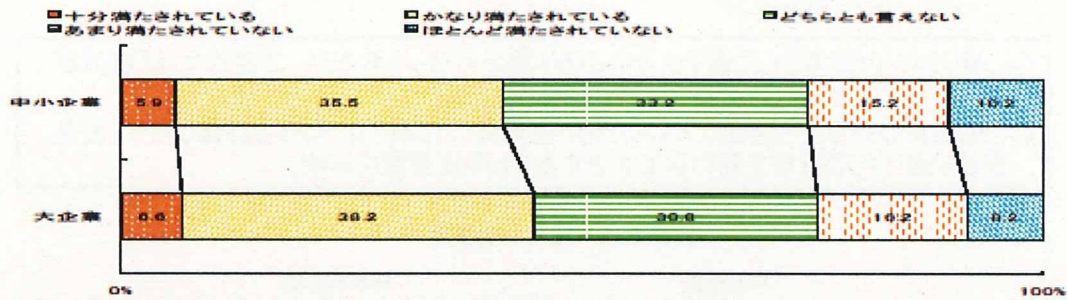 十分満たされている かなり満たされている どちらとも言えない
あまり満たされていない ほとんど満たされていない
中小企業 5.9 35.5 33.2 15.2 10.2
大企業 6.6 38.2 30.8 16.2 8.2
0% 100%